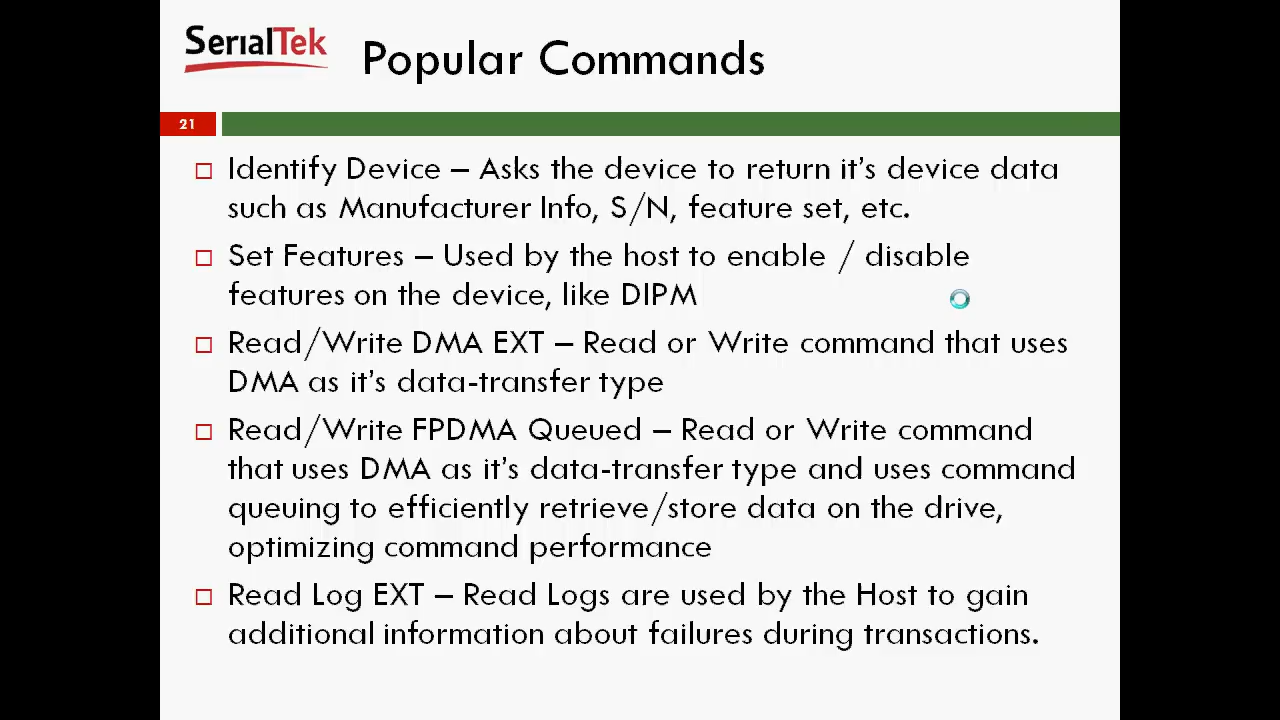 SerialTek
Popular Commands
21
Identify Device – Asks the device to return it's device data
such as Manufacturer Info, S/N, feature set, etc.
Set Features – Used by the host to enable / disable
features on the device, like DIPM
Read/Write DMA EXT – Read or Write command that uses
DMA as it's data-transfer type
Read/Write FPDMA Queued – Read or Write command
that uses DMA as it's data-transfer type and uses command
queuing to efficiently retrieve/store data on the drive,
optimizing command performance
Read Log EXT – Read Logs are used by the Host to gain
additional information about failures during transactions.